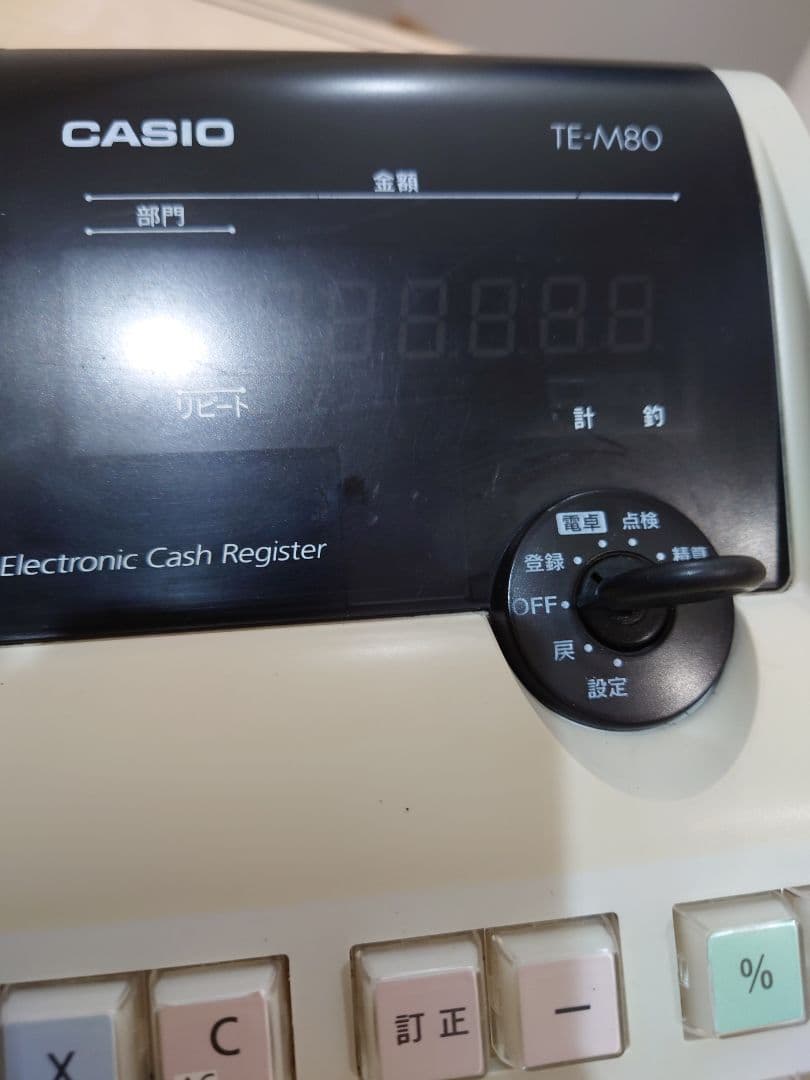 CASIO
TE-M80
金額
部門
リピート
計 釣
Electronic Cash Register
電卓
点検
登録
精算
OFF
戻
設定
X
C
訂正
−
%